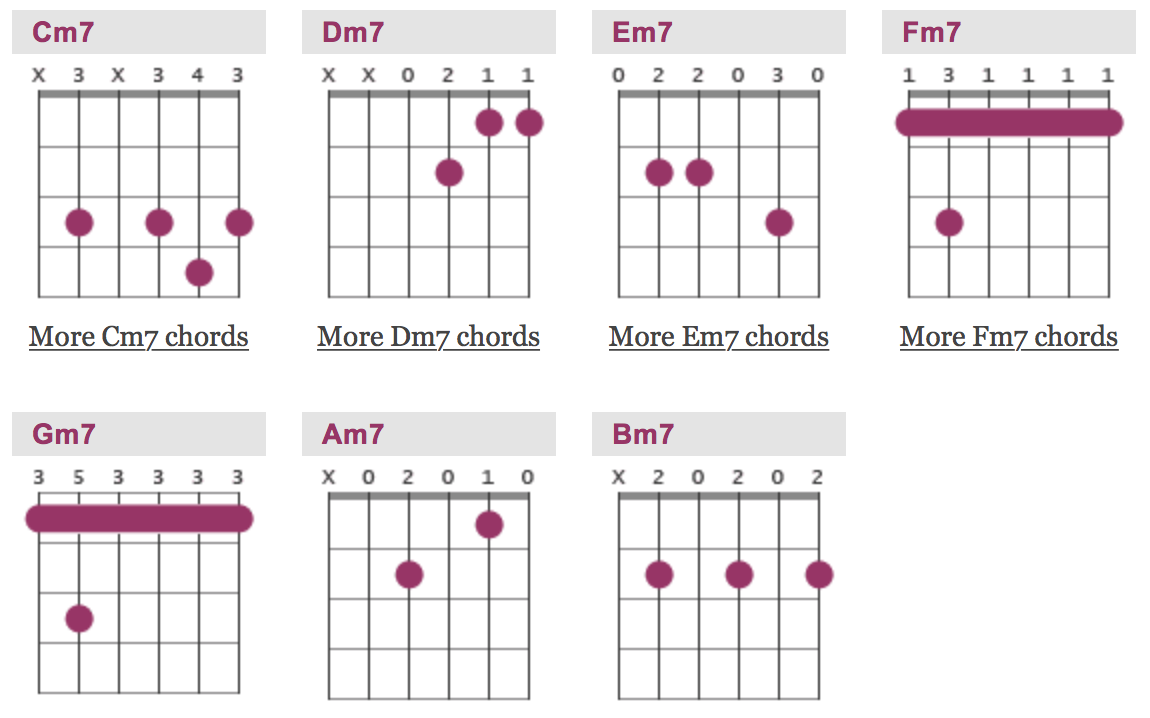 Cm7 Dm7 Em7 Fm7
X 3 X 3 4 3 X X 0 2 1 1 0 2 2 0 3 0 1 3 1 1 1 1
More Cm7 chords More Dm7 chords More Em7 chords More Fm7 chords
Gm7 Am7 Bm7
3 5 3 3 3 3 X 0 2 0 1 0 X 2 0 2 0 2